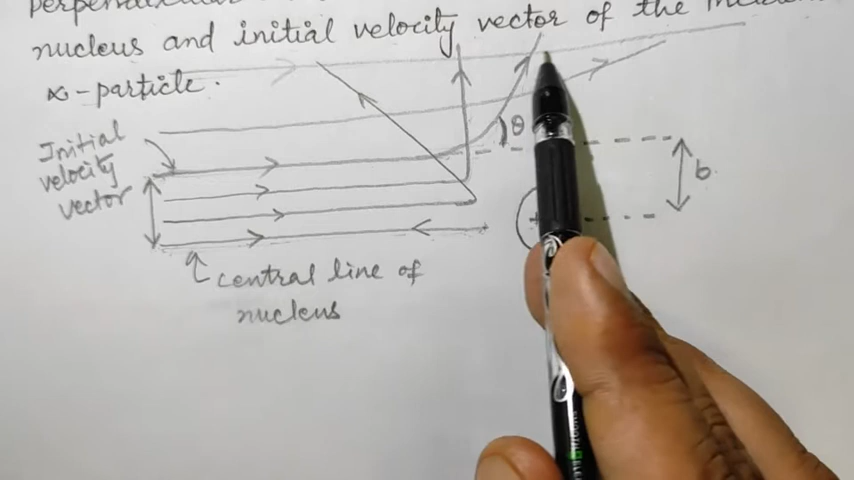 nucleus and initial velocity vector of the
α-particle.
Initial
velocity
vector
θ
b
+
central line of
nucleus